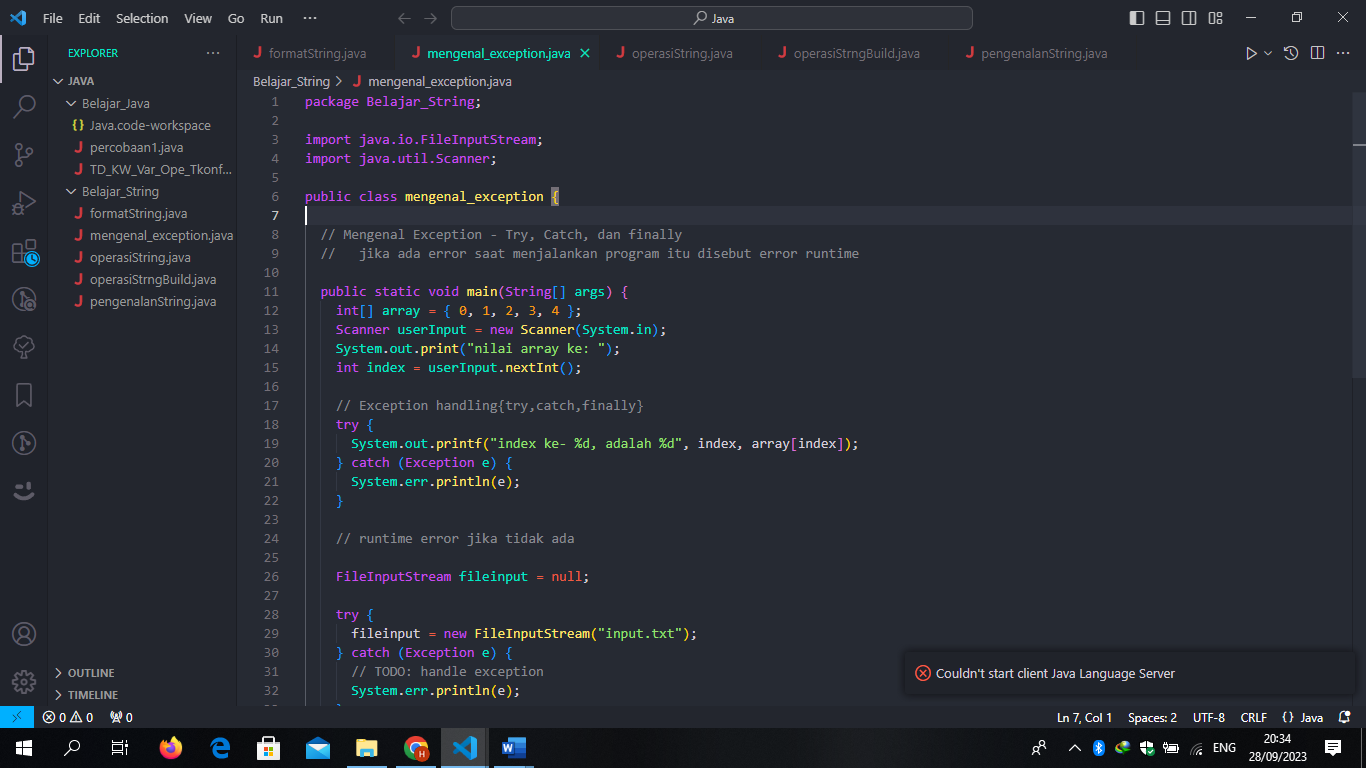 File Edit Selection View Go Run ··· Java
EXPLORER ···
JAVA
Belajar_Java
{} Java.code-workspace
J percobaan1.java
J TD_KW_Var_Ope_Tkonf...
Belajar_String
J formatString.java
J mengenal_exception.java
J operasiString.java
J operasiStrngBuild.java
J pengenalanString.java
OUTLINE
TIMELINE
J formatString.java J mengenal_exception.java × J operasiString.java J operasiStrngBuild.java J pengenalanString.java ···
Belajar_String > J mengenal_exception.java
1 package Belajar_String;
2
3 import java.io.FileInputStream;
4 import java.util.Scanner;
5
6 public class mengenal_exception {
7
8 // Mengenal Exception - Try, Catch, dan finally
9 //   jika ada error saat menjalankan program itu disebut error runtime
10
11 public static void main(String[] args) {
12 int[] array = { 0, 1, 2, 3, 4 };
13 Scanner userInput = new Scanner(System.in);
14 System.out.print("nilai array ke: ");
15 int index = userInput.nextInt();
16
17 // Exception handling{try,catch,finally}
18 try {
19 System.out.printf("index ke- %d, adalah %d", index, array[index]);
20 } catch (Exception e) {
21 System.err.println(e);
22 }
23
24 // runtime error jika tidak ada
25
26 FileInputStream fileinput = null;
27
28 try {
29 fileinput = new FileInputStream("input.txt");
30 } catch (Exception e) {
31 // TODO: handle exception
32 System.err.println(e);
Couldn't start client Java Language Server
0 0 0 Ln 7, Col 1 Spaces: 2 UTF-8 CRLF {} Java
ENG
20:34
28/09/2023